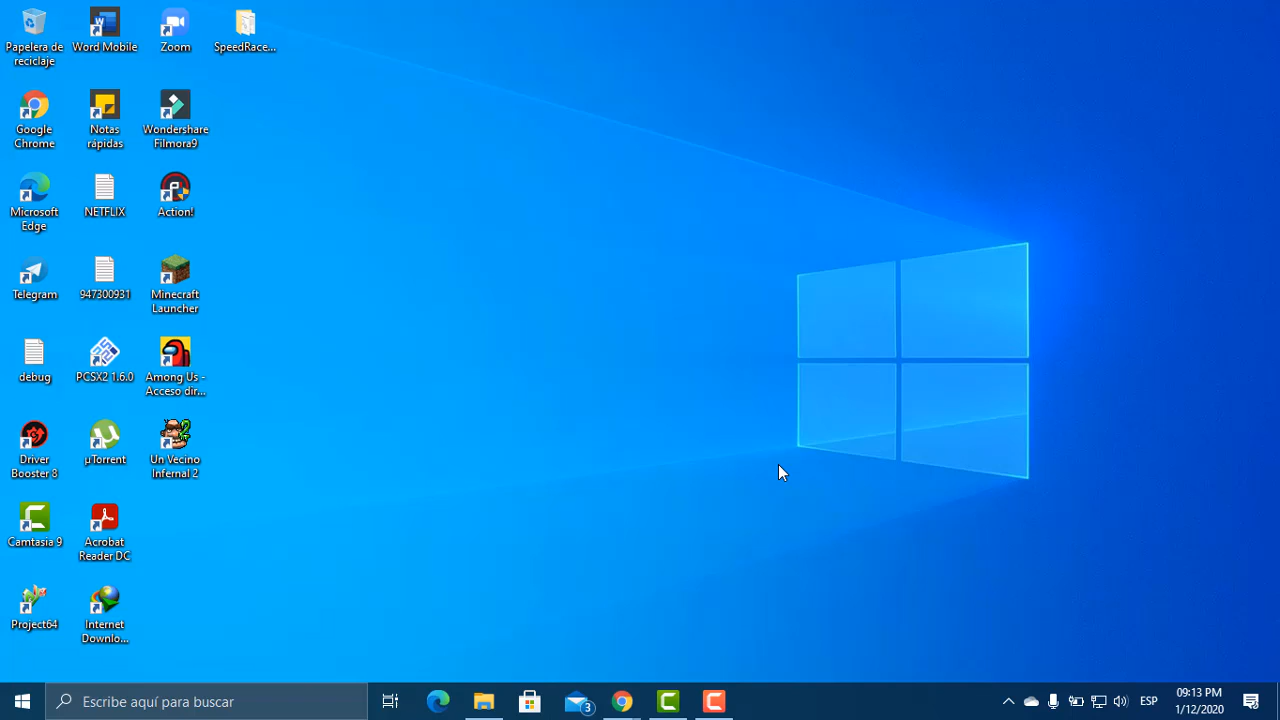 Papelera de
reciclaje
Word Mobile
Zoom
SpeedRace...
Google
Chrome
Notas
rápidas
Wondershare
Filmora9
Microsoft
Edge
NETFLIX
Action!
Telegram
947300931
Minecraft
Launcher
debug
PCSX2 1.6.0
Among Us -
Acceso dir...
Driver
Booster 8
µTorrent
Un Vecino
Infernal 2
Camtasia 9
Acrobat
Reader DC
Project64
Internet
Downlo...
Escribe aquí para buscar
3
ESP
09:13 PM
1/12/2020